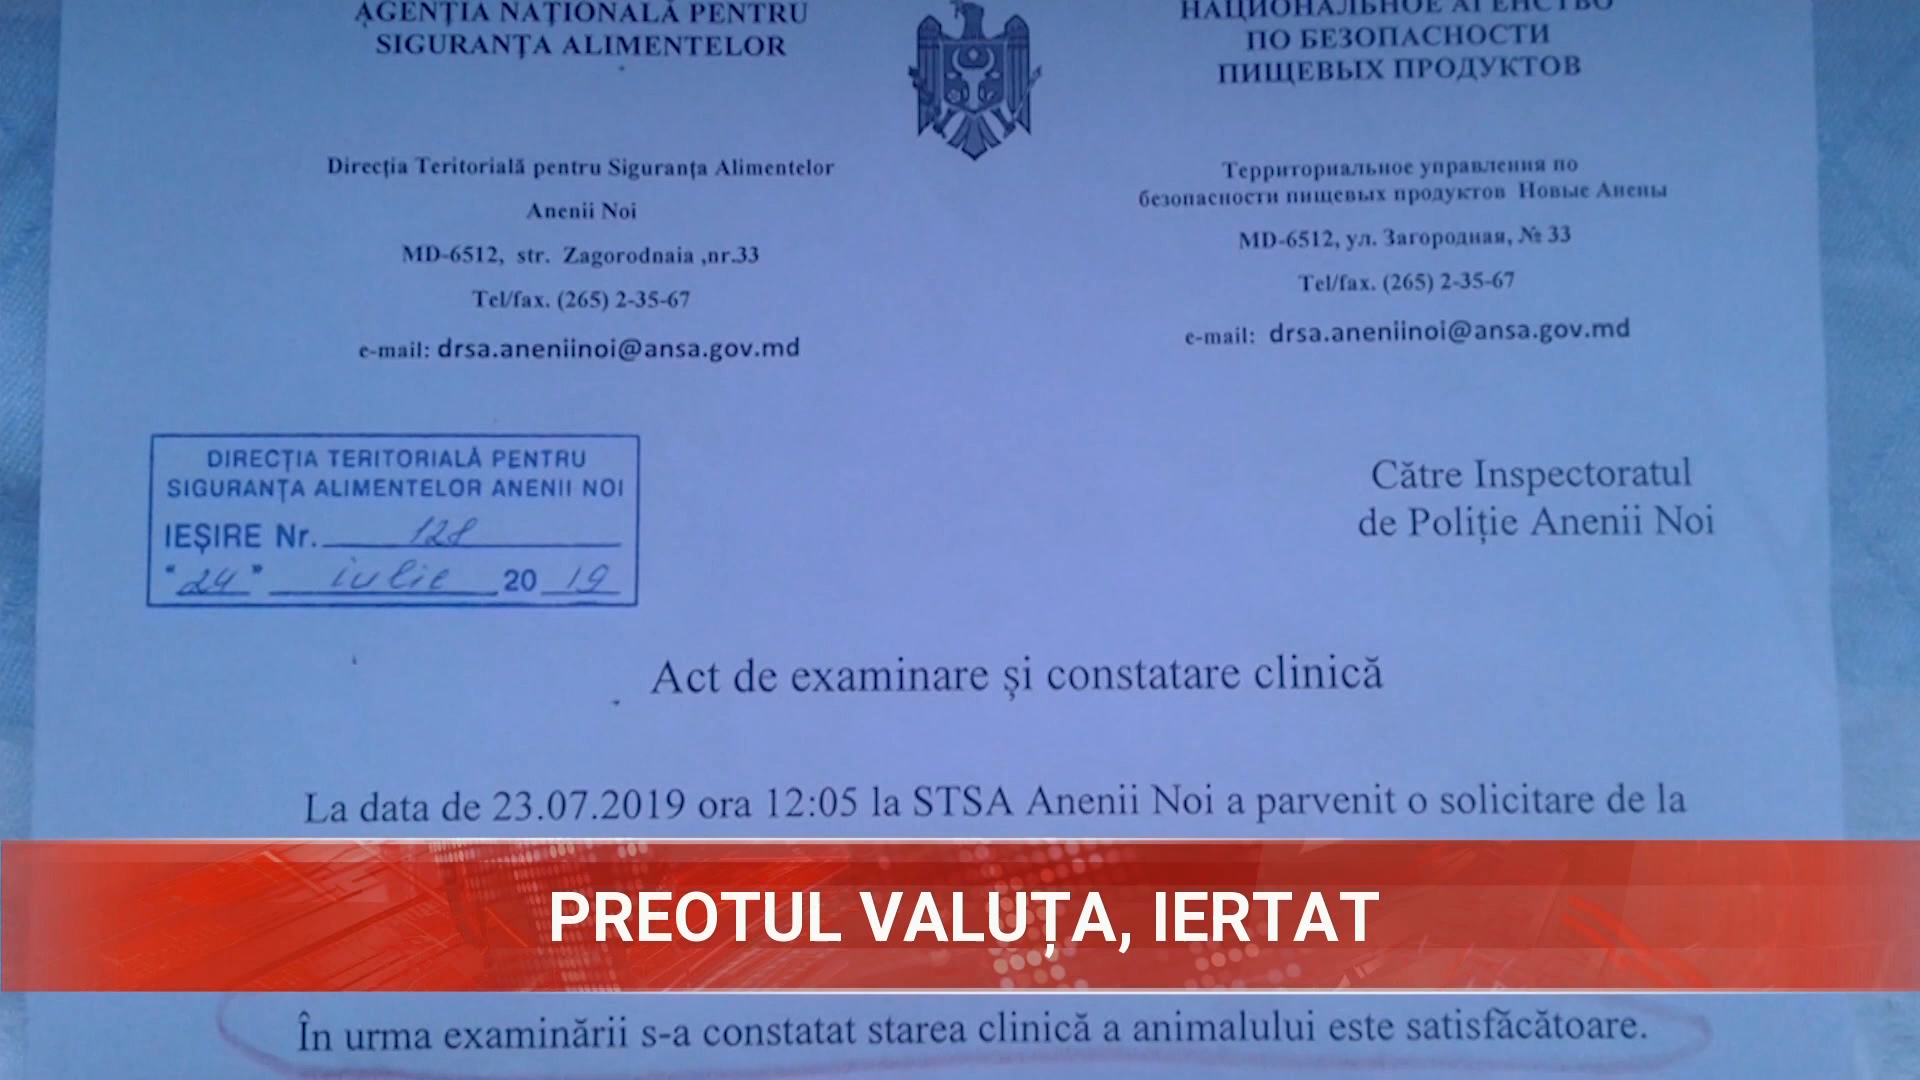 AGENȚIA NAȚIONALĂ PENTRU
SIGURANȚA ALIMENTELOR
НАЦИОНАЛЬНОЕ АГЕНСТВО
ПО БЕЗОПАСНОСТИ
ПИЩЕВЫХ ПРОДУКТОВ
Direcția Teritorială pentru Siguranța Alimentelor
Anenii Noi
MD-6512, str. Zagorodnaia ,nr.33
Tel/fax. (265) 2-35-67
e-mail: drsa.aneniinoi@ansa.gov.md
Территориальное управления по
безопасности пищевых продуктов Новые Анены
MD-6512, ул. Загородная, № 33
Tel/fax. (265) 2-35-67
e-mail: drsa.aneniinoi@ansa.gov.md
DIRECȚIA TERITORIALĂ PENTRU
SIGURANȚA ALIMENTELOR ANENII NOI
IEȘIRE Nr. 128
"24" iulie 2019
Către Inspectoratul
de Poliție Anenii Noi
Act de examinare și constatare clinică
La data de 23.07.2019 ora 12:05 la STSA Anenii Noi a parvenit o solicitare de la
PREOTUL VALUȚA, IERTAT
În urma examinării s-a constatat starea clinică a animalului este satisfăcătoare.